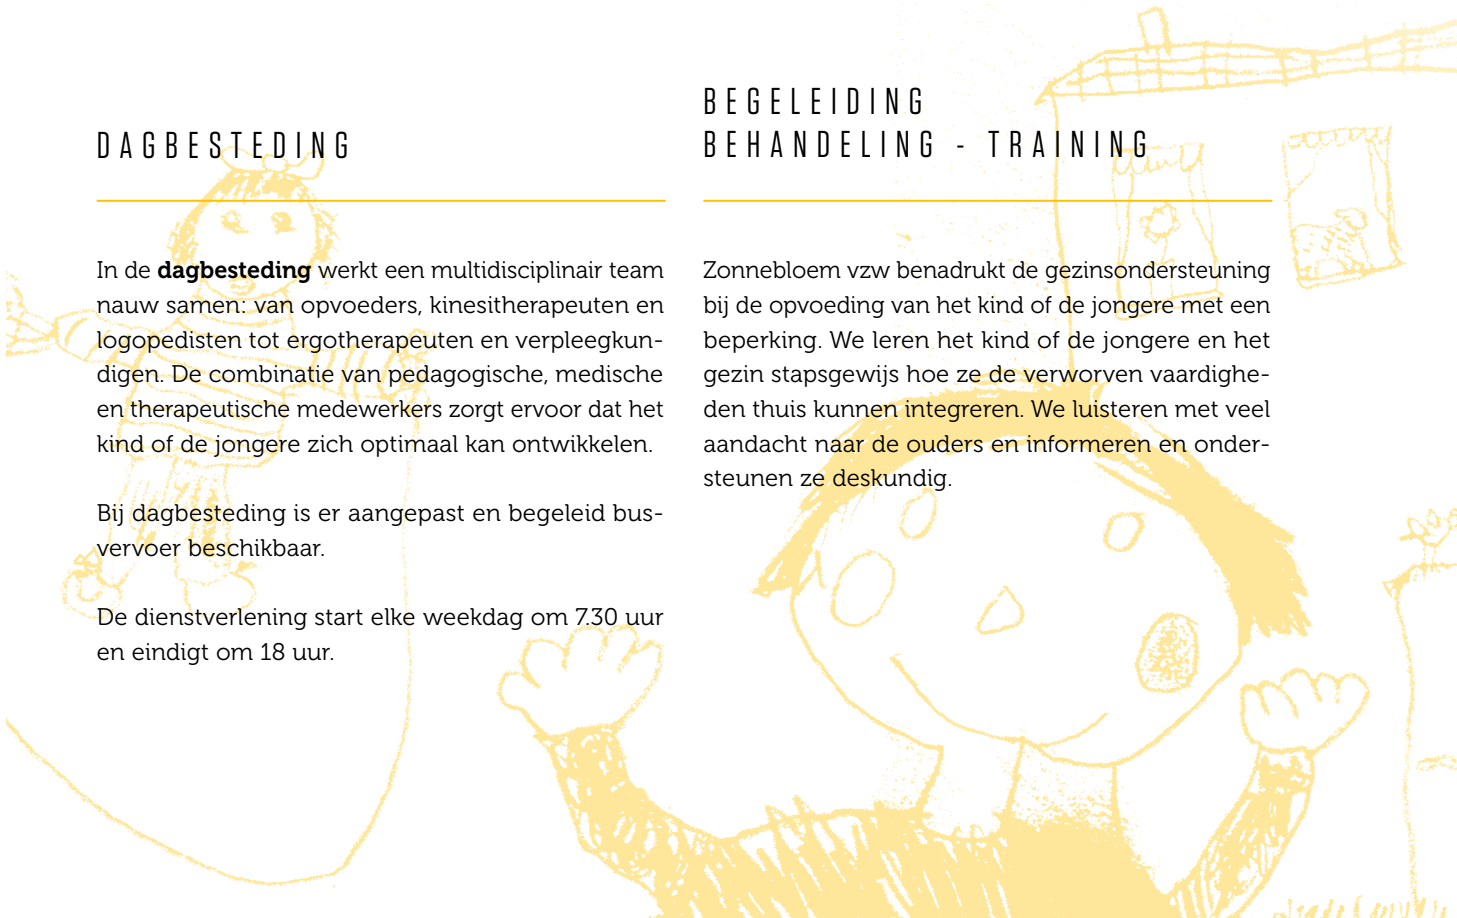 DAGBESTEDING
In de dagbesteding werkt een multidisciplinair team
nauw samen: van opvoeders, kinesitherapeuten en
logopedisten tot ergotherapeuten en verpleegkun-
digen. De combinatie van pedagogische, medische
en therapeutische medewerkers zorgt ervoor dat het
kind of de jongere zich optimaal kan ontwikkelen.
Bij dagbesteding is er aangepast en begeleid bus-
vervoer beschikbaar.
De dienstverlening start elke weekdag om 7.30 uur
en eindigt om 18 uur.
BEGELEIDING
BEHANDELING - TRAINING
Zonnebloem vzw benadrukt de gezinsondersteuning
bij de opvoeding van het kind of de jongere met een
beperking. We leren het kind of de jongere en het
gezin stapsgewijs hoe ze de verworven vaardighe-
den thuis kunnen integreren. We luisteren met veel
aandacht naar de ouders en informeren en onder-
steunen ze deskundig.